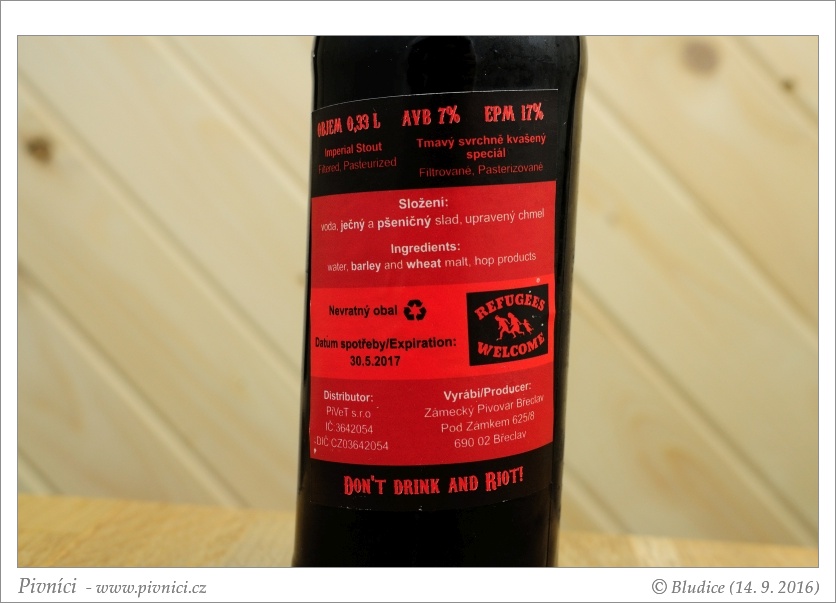 OBJEM 0,33 L AVB 7% EPM 17%
Imperial Stout
Filtered, Pasteurized
Tmavý svrchně kvašený
speciál
Filtrované, Pasterizované
Složení:
voda, ječný a pšeničný slad, upravený chmel
Ingredients:
water, barley and wheat malt, hop products
Nevratný obal
Datum spotřeby/Expiration:
30.5.2017
REFUGEES
WELCOME
Distributor:
PiVeT s.r.o
IČ.3642054
DIČ CZ03642054
Vyrábí/Producer:
Zámecký Pivovar Břeclav
Pod Zámkem 625/8
690 02 Břeclav
DON'T DRINK AND RIOT!
Pivníci - www.pivnici.cz
© Bludice (14. 9. 2016)